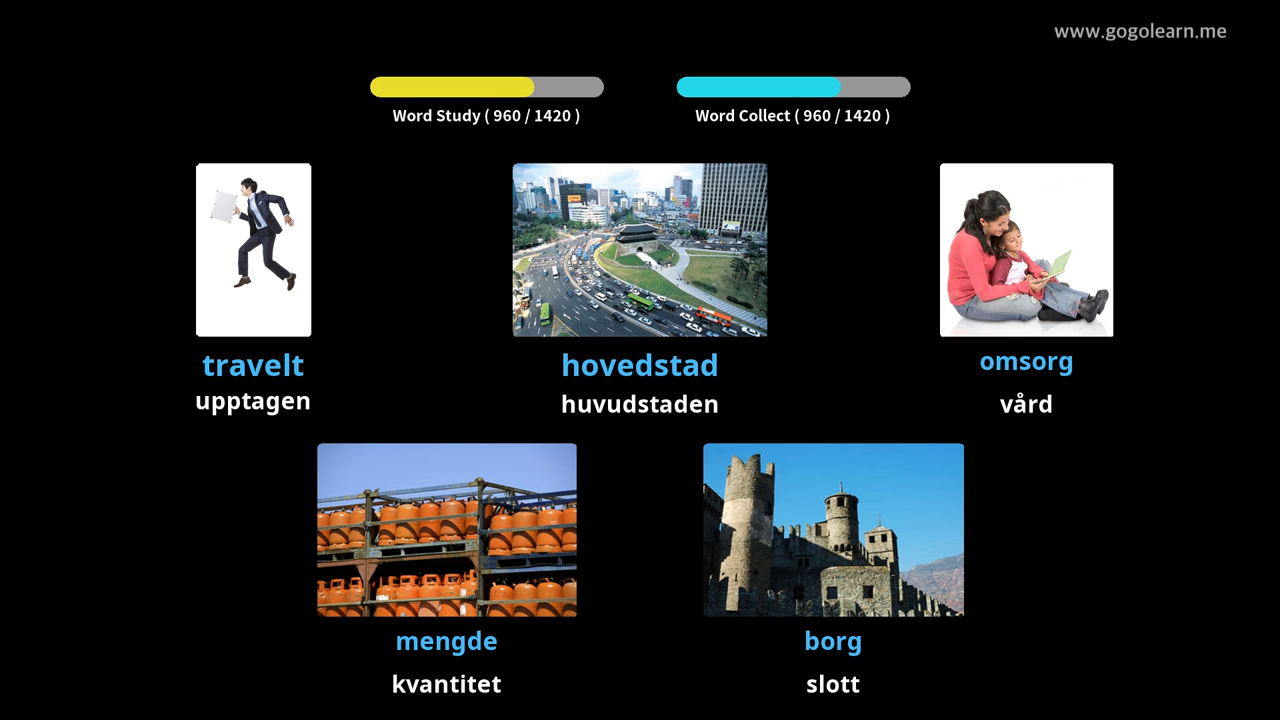 www.gogolearn.me
Word Study ( 960 / 1420 )
Word Collect ( 960 / 1420 )
travelt
upptagen
hovedstad
huvudstaden
omsorg
vård
mengde
kvantitet
borg
slott